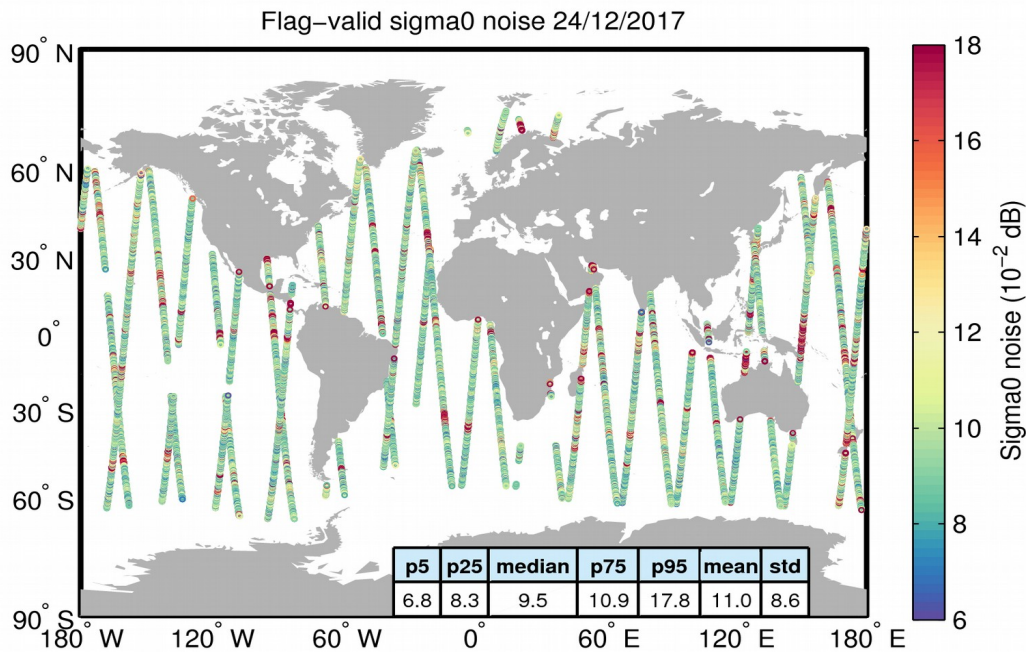 Flag-valid sigma0 noise 24/12/2017
90° N
60° N
30° N
0°
30° S
60° S
90° S
180° W 120° W 60° W 0° 60° E 120° E 180° E
p5 p25 median p75 p95 mean std
6.8 8.3 9.5 10.9 17.8 11.0 8.6
18
16
14
12
10
8
6
Sigma0 noise (10⁻² dB)